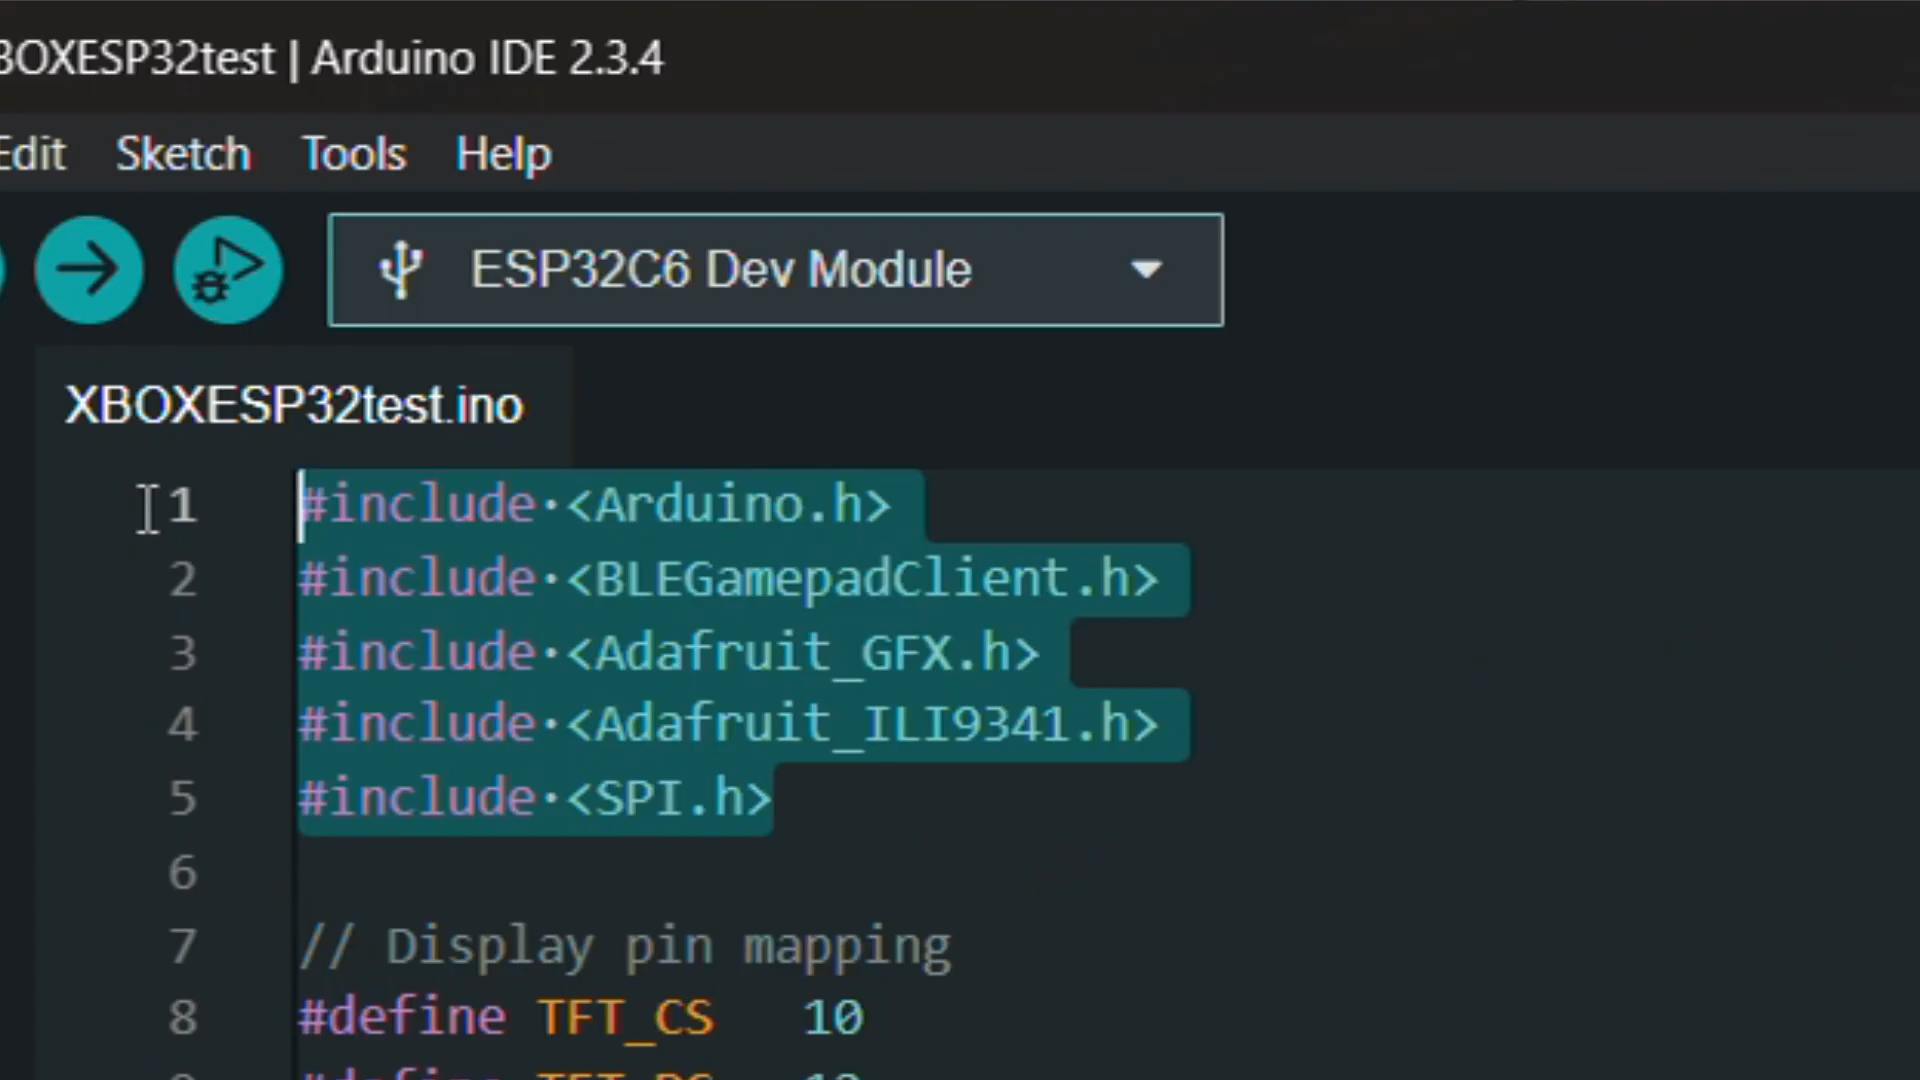 BOXESP32test | Arduino IDE 2.3.4
Edit Sketch Tools Help
ESP32C6 Dev Module
XBOXESP32test.ino
1 #include <Arduino.h>
2 #include <BLEGamepadClient.h>
3 #include <Adafruit_GFX.h>
4 #include <Adafruit_ILI9341.h>
5 #include <SPI.h>
6
7 // Display pin mapping
8 #define TFT_CS 10